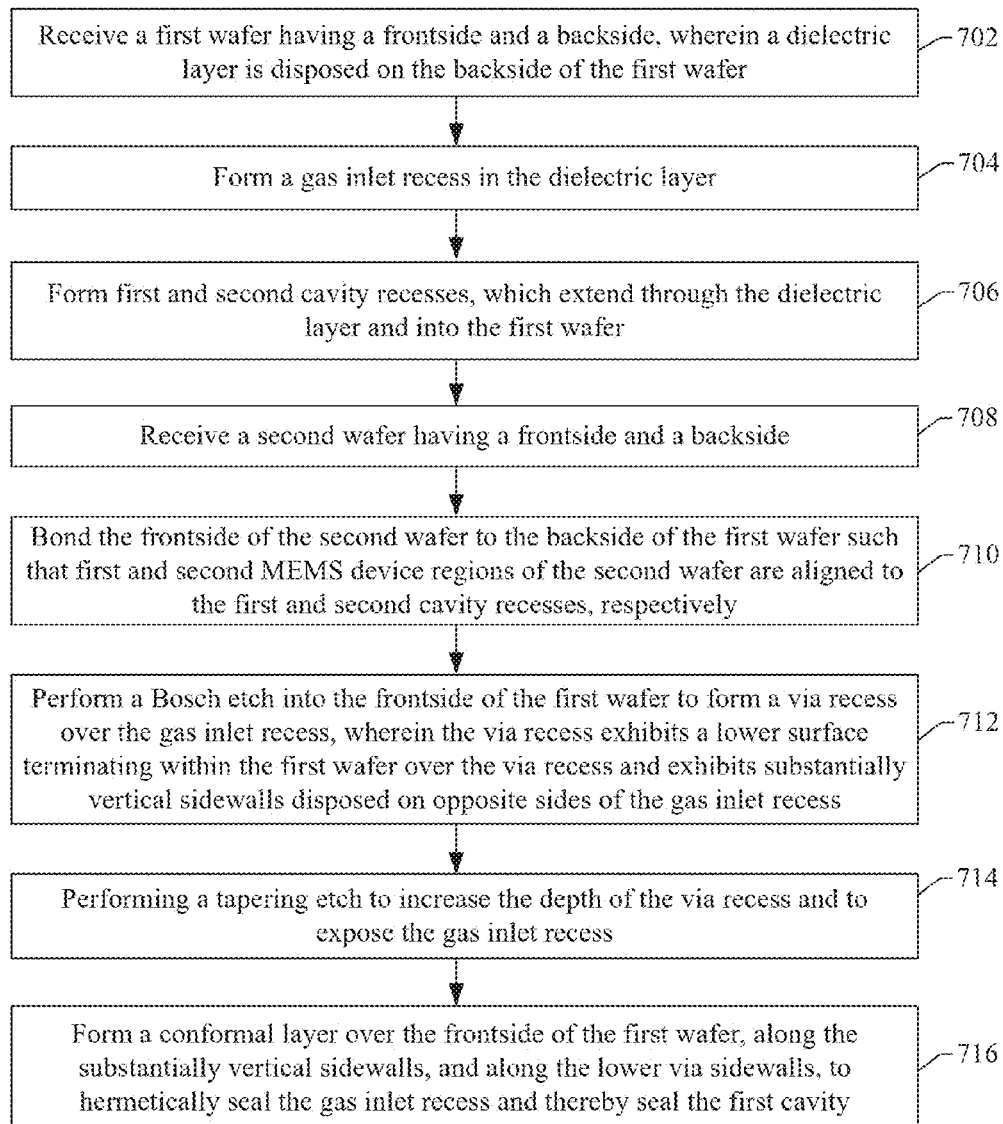 Receive a first wafer having a frontside and a backside, wherein a dielectric
layer is disposed on the backside of the first wafer
702
Form a gas inlet recess in the dielectric layer
704
Form first and second cavity recesses, which extend through the dielectric
layer and into the first wafer
706
Receive a second wafer having a frontside and a backside
708
Bond the frontside of the second wafer to the backside of the first wafer such
that first and second MEMS device regions of the second wafer are aligned to
the first and second cavity recesses, respectively
710
Perform a Bosch etch into the frontside of the first wafer to form a via recess
over the gas inlet recess, wherein the via recess exhibits a lower surface
terminating within the first wafer over the via recess and exhibits substantially
vertical sidewalls disposed on opposite sides of the gas inlet recess
712
Performing a tapering etch to increase the depth of the via recess and to
expose the gas inlet recess
714
Form a conformal layer over the frontside of the first wafer, along the
substantially vertical sidewalls, and along the lower via sidewalls, to
hermetically seal the gas inlet recess and thereby seal the first cavity
716